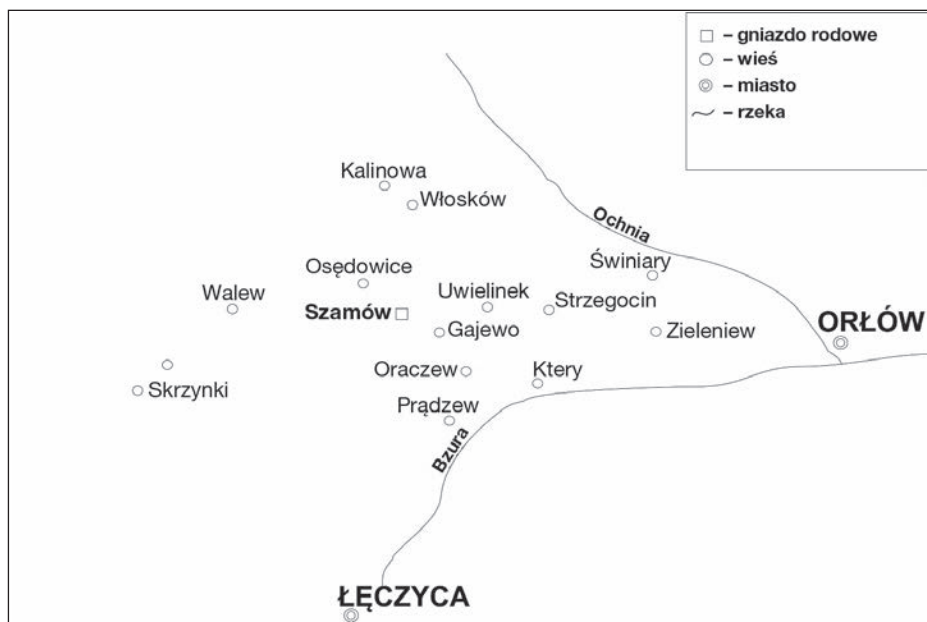 – gniazdo rodowe
– wieś
– miasto
– rzeka
Kalinowa
Włosków
Ochnia
Osędowice
Świniary
Walew
Uwielinek
Strzegocin
Szamów
Gajewo
Zieleniew
ORŁÓW
Oraczew
Ktery
Skrzynki
Prądzew
Bzura
ŁĘCZYCA